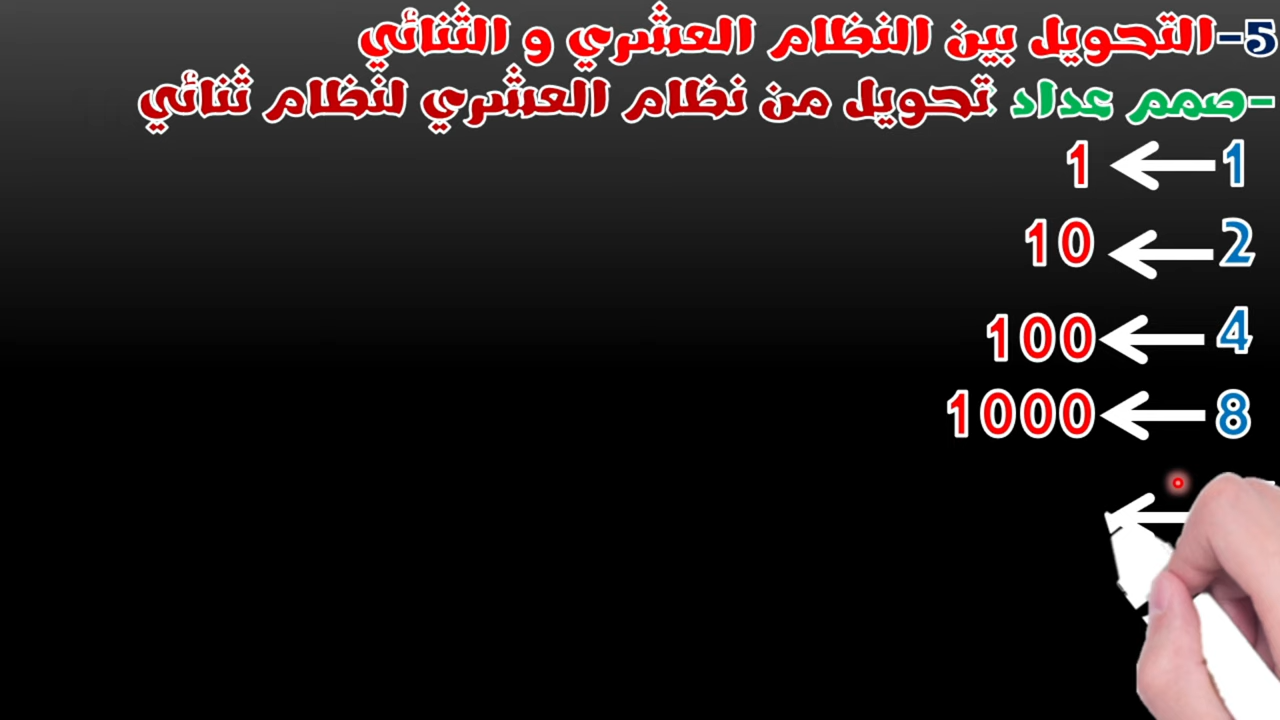 5-التحويل بين النظام العشري و الثنائي
-صمم عداد تحويل من نظام العشري لنظام ثنائي
1 ← 1
2 ← 10
4 ← 100
8 ← 1000
←